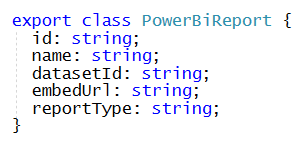 export class PowerBiReport {
  id: string;
  name: string;
  datasetId: string;
  embedUrl: string;
  reportType: string;
}